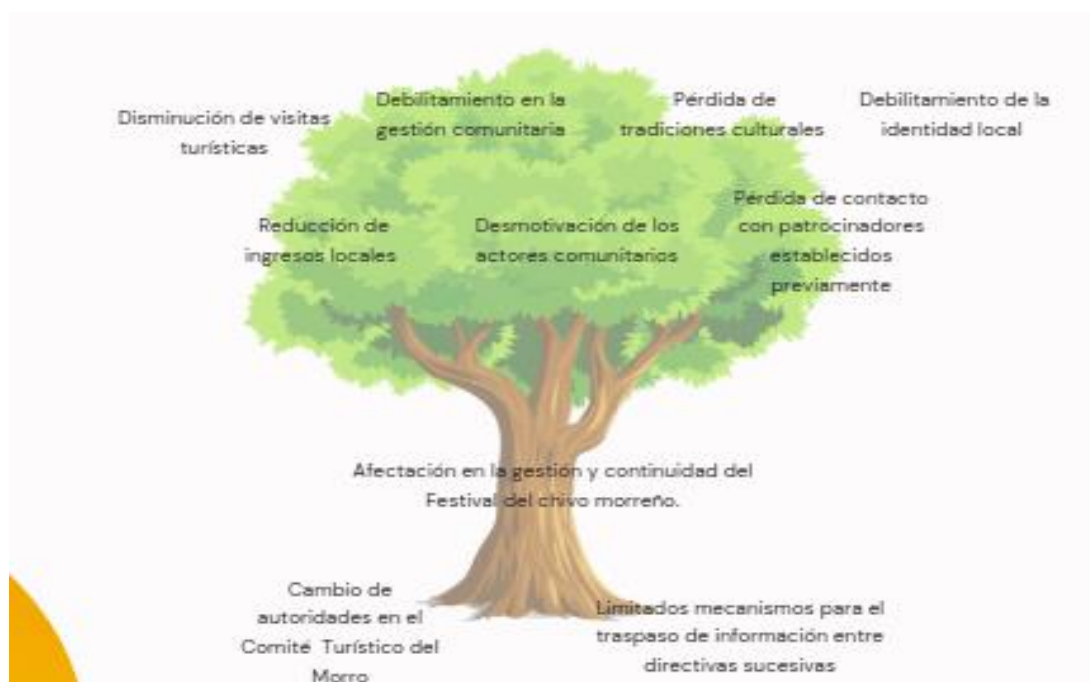 Disminución de visitas
turísticas
Debilitamiento en la
gestión comunitaria
Pérdida de
tradiciones culturales
Debilitamiento de la
identidad local
Reducción de
ingresos locales
Desmotivación de los
actores comunitarios
Pérdida de contacto
con patrocinadores
establecidos
previamente
Afectación en la gestión y continuidad del
Festival del chivo morreño.
Cambio de
autoridades en el
Comité Turístico del
Morro
Limitados mecanismos para el
traspaso de información entre
directivas sucesivas